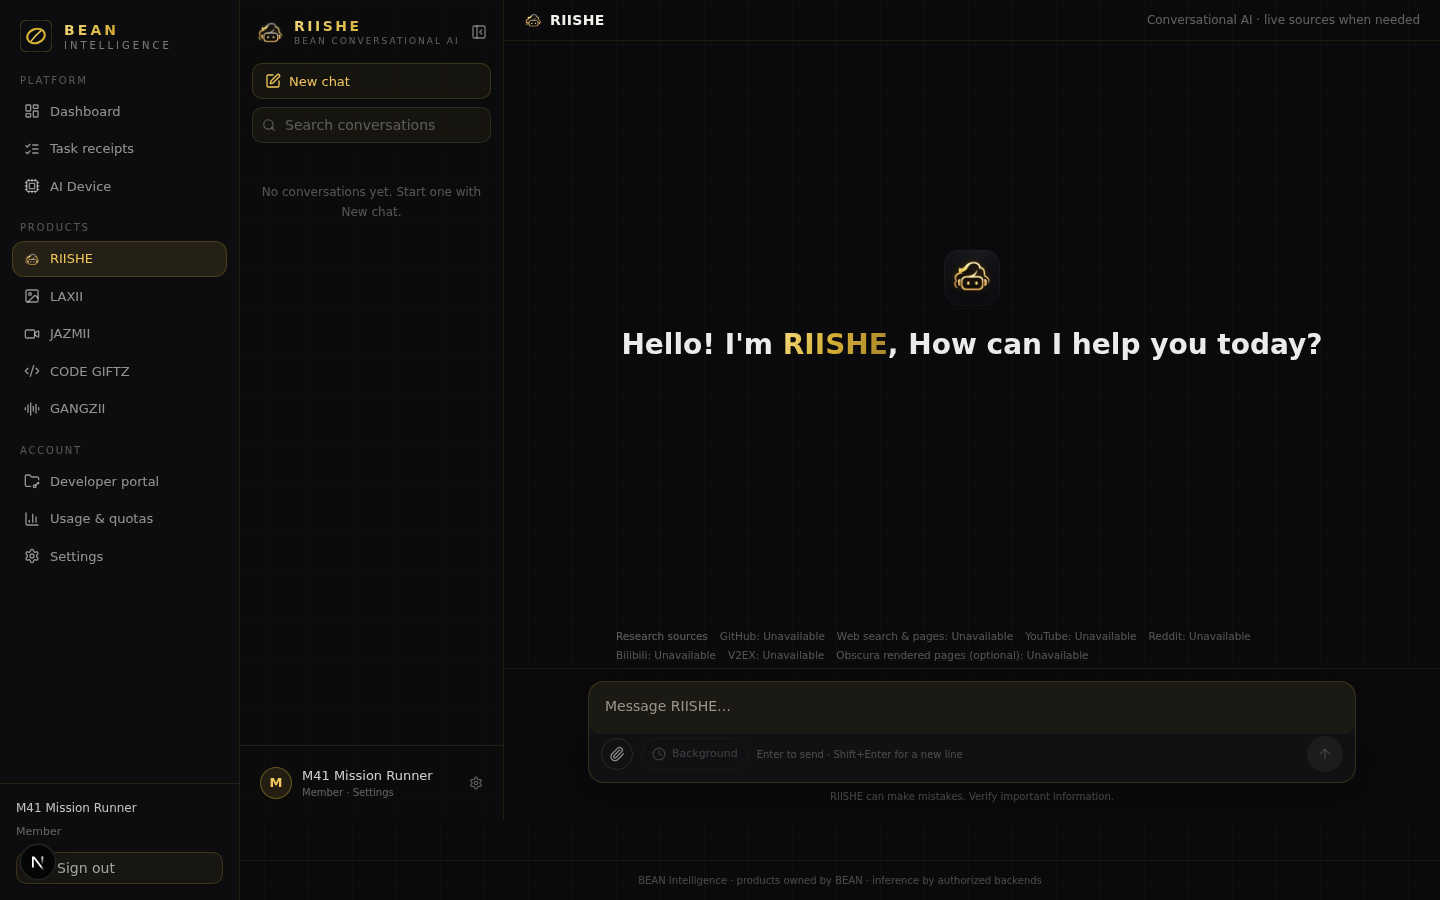 BEAN
INTELLIGENCE
PLATFORM
Dashboard
Task receipts
AI Device
PRODUCTS
RIISHE
LAXII
JAZMII
CODE GIFTZ
GANGZII
ACCOUNT
Developer portal
Usage & quotas
Settings
M41 Mission Runner
Member
N
Sign out
RIISHE
BEAN CONVERSATIONAL AI
New chat
Search conversations
No conversations yet. Start one with
New chat.
M
M41 Mission Runner
Member · Settings
RIISHE
Conversational AI · live sources when needed
Hello! I'm RIISHE, How can I help you today?
Research sources GitHub: Unavailable Web search & pages: Unavailable YouTube: Unavailable Reddit: Unavailable
Bilibili: Unavailable V2EX: Unavailable Obscura rendered pages (optional): Unavailable
Message RIISHE...
Background
Enter to send · Shift+Enter for a new line
RIISHE can make mistakes. Verify important information.
BEAN Intelligence · products owned by BEAN · inference by authorized backends